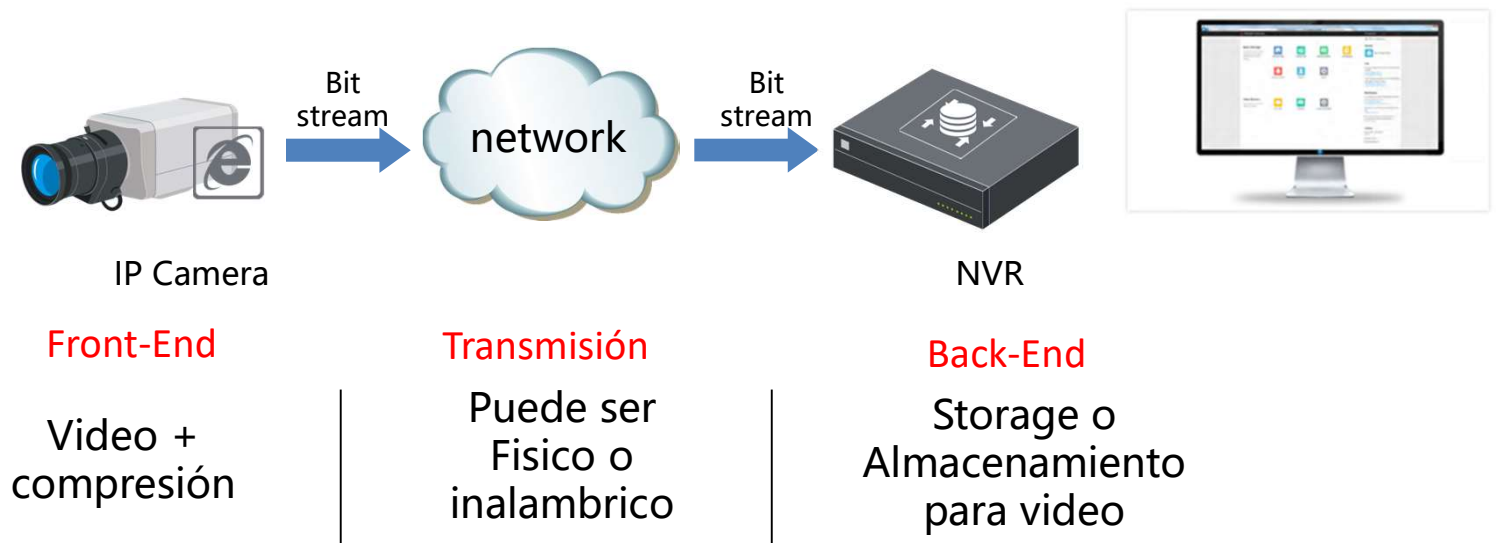 Bit
stream
network
Bit
stream
IP Camera
NVR
Front-End
Transmisión
Back-End
Video +
compresión
Puede ser
Fisico o
inalambrico
Storage o
Almacenamiento
para video